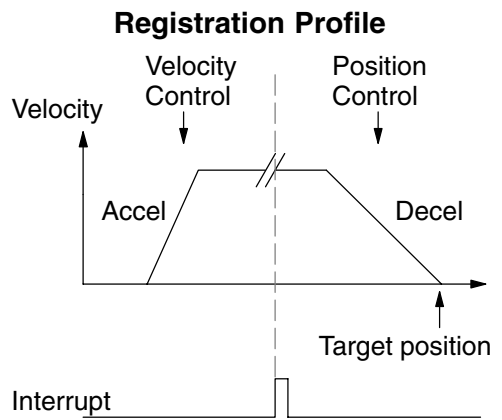 Registration Profile
Velocity
Control
Position
Control
Velocity
Accel
Decel
Target position
Interrupt